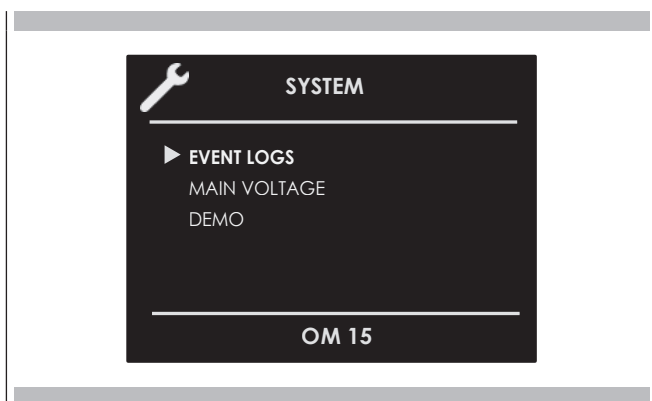 SYSTEM
EVENT LOGS
MAIN VOLTAGE
DEMO
OM 15